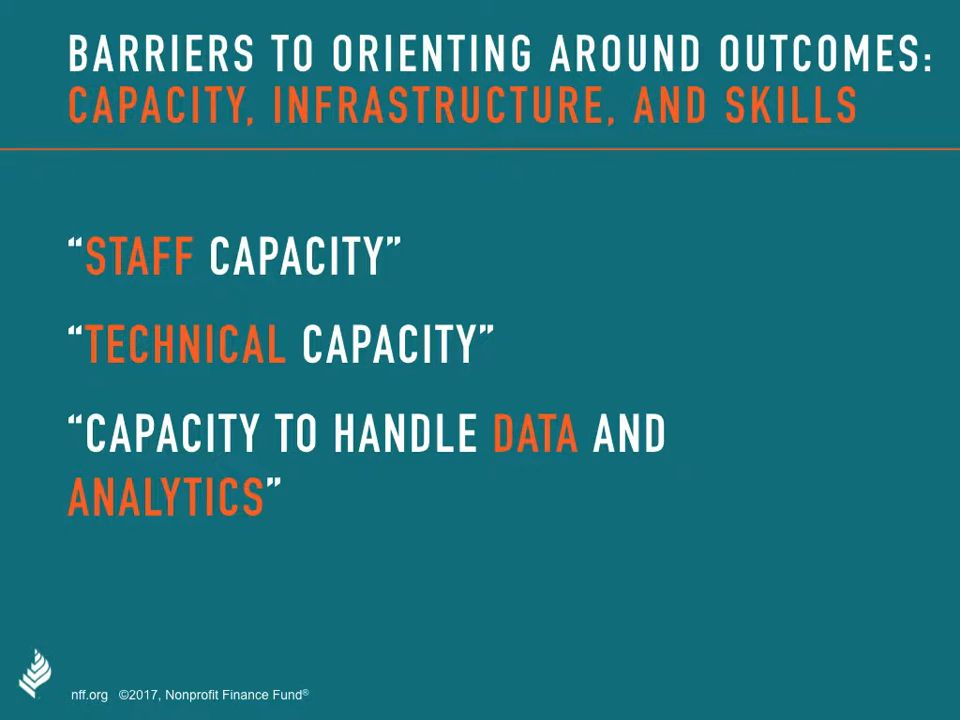 BARRIERS TO ORIENTING AROUND OUTCOMES:
CAPACITY, INFRASTRUCTURE, AND SKILLS
“STAFF CAPACITY”
“TECHNICAL CAPACITY”
“CAPACITY TO HANDLE DATA AND
ANALYTICS”
nff.org ©2017, Nonprofit Finance Fund®